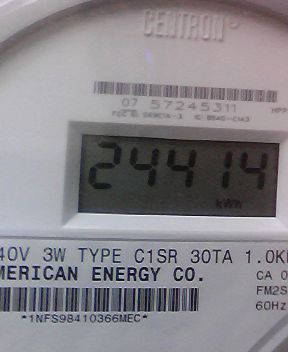 CENTRON®
07 57245311
24414
kWh
40V 3W TYPE C1SR 30TA 1.0K
MERICAN ENERGY CO.
CA 0
FM2S
60Hz
*1NFS98410366MEC*